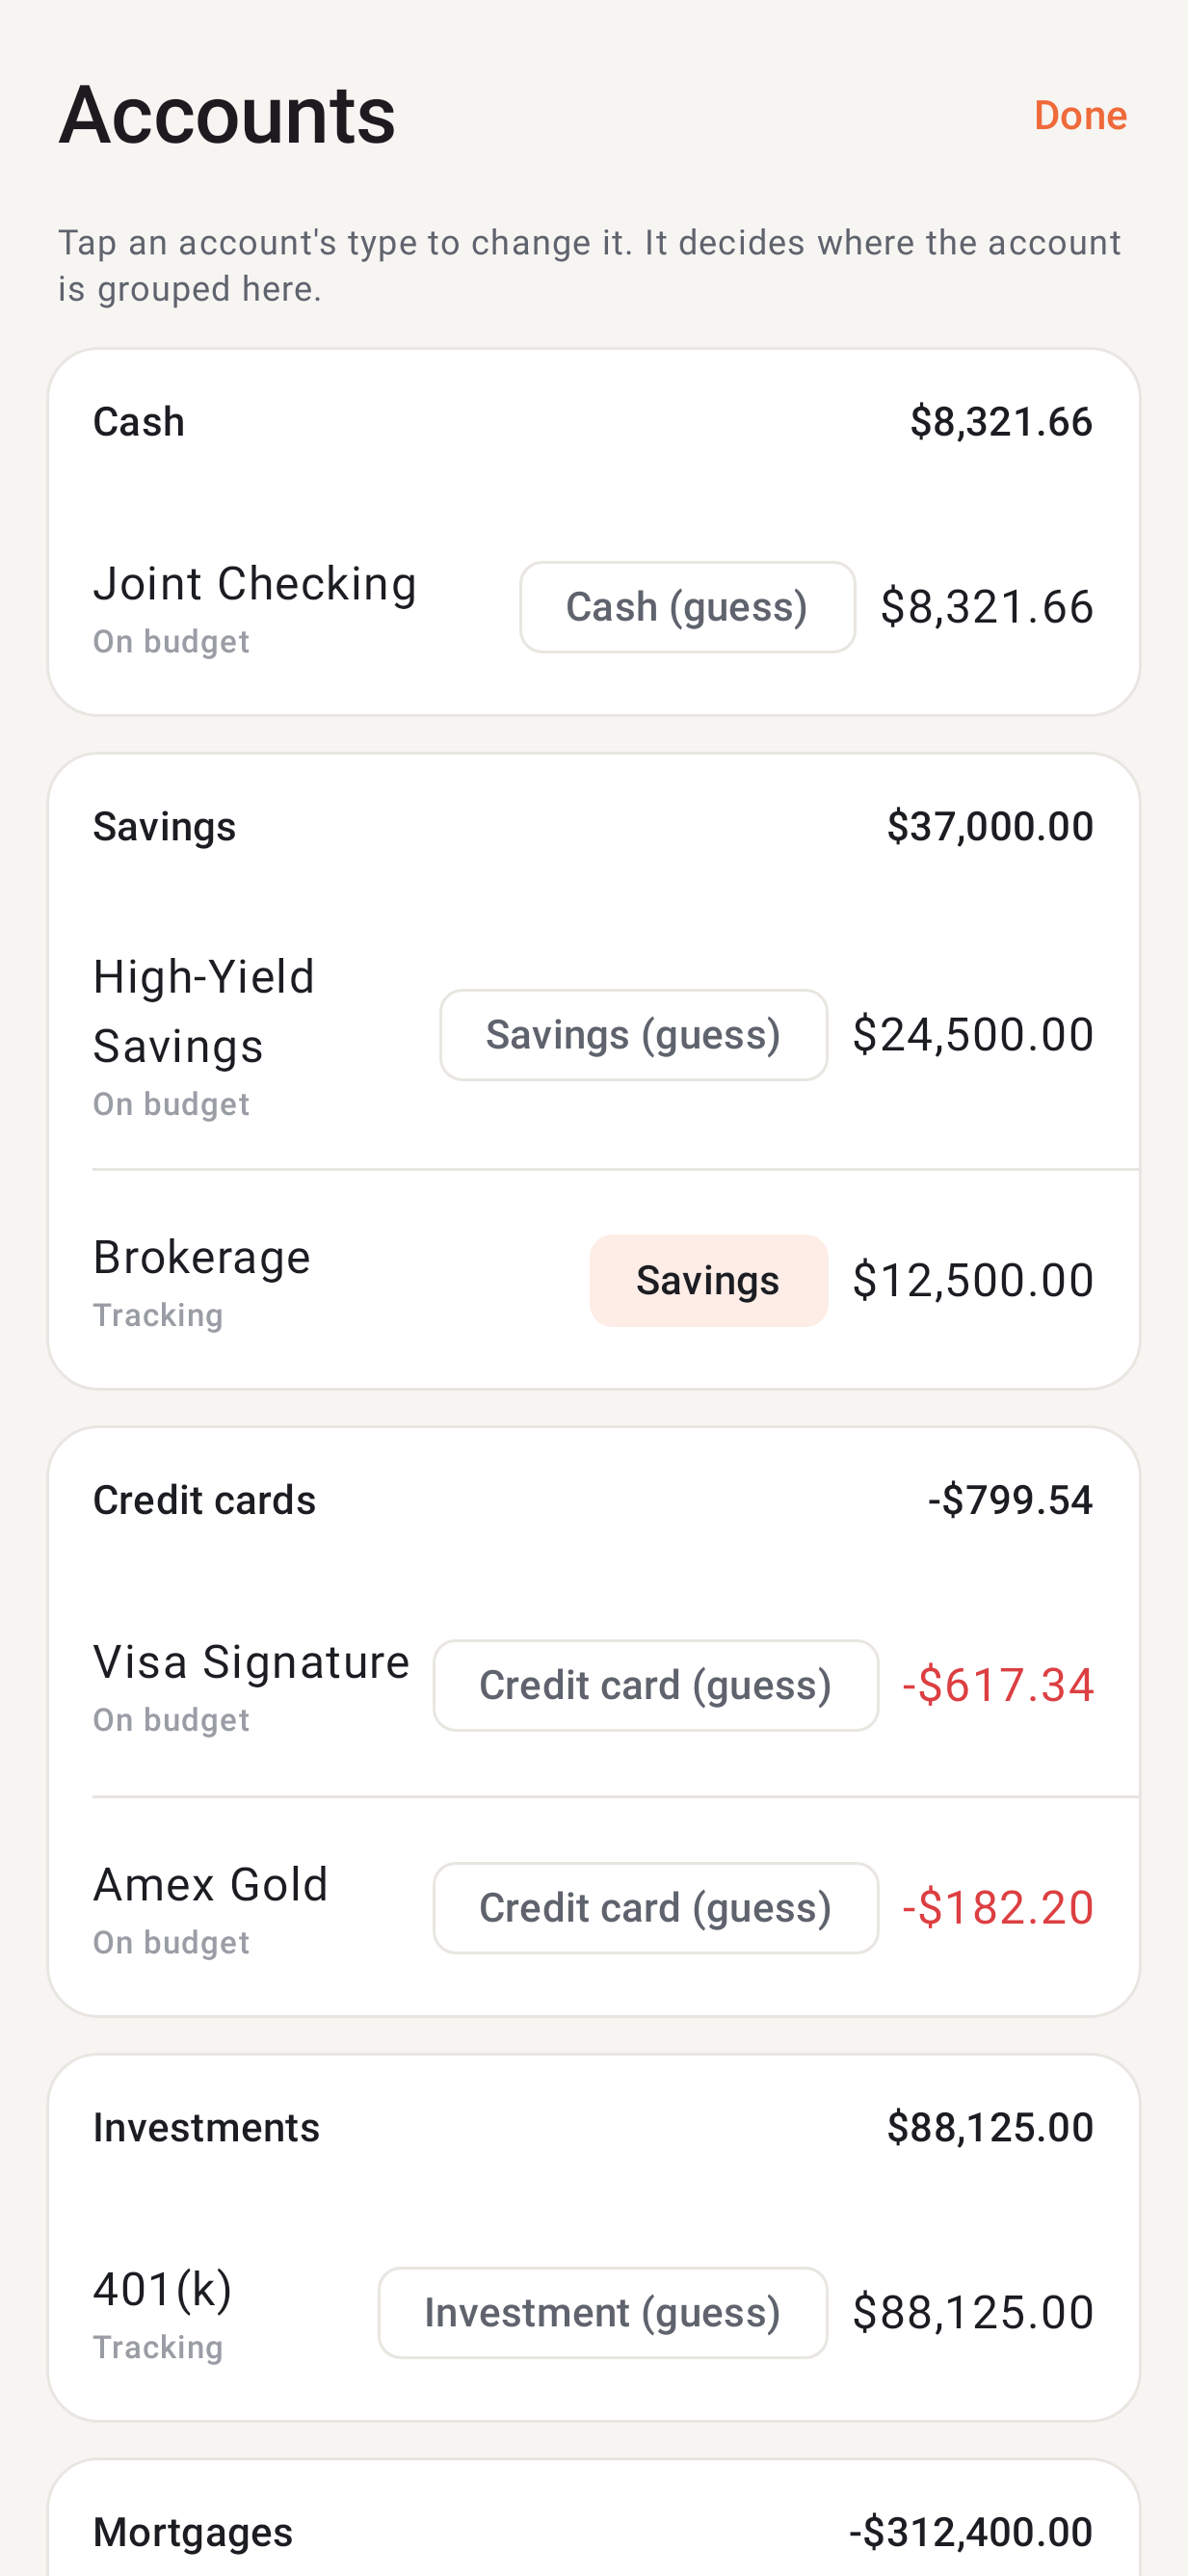 Accounts
Done
Tap an account's type to change it. It decides where the account
is grouped here.
Cash
$8,321.66
Joint Checking
On budget
Cash (guess)
$8,321.66
Savings
$37,000.00
High-Yield
Savings
On budget
Savings (guess)
$24,500.00
Brokerage
Tracking
Savings
$12,500.00
Credit cards
-$799.54
Visa Signature
On budget
Credit card (guess)
-$617.34
Amex Gold
On budget
Credit card (guess)
-$182.20
Investments
$88,125.00
401(k)
Tracking
Investment (guess)
$88,125.00
Mortgages
-$312,400.00